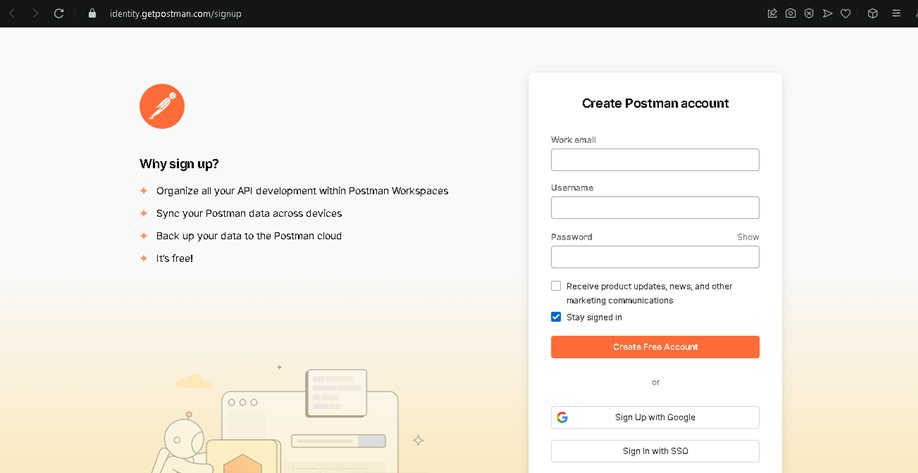 identity.getpostman.com/signup
Why sign up?
Organize all your API development within Postman Workspaces
Sync your Postman data across devices
Back up your data to the Postman cloud
It's free!
Create Postman account
Work email
Username
Password
Show
Receive product updates, news, and other
marketing communications
Stay signed in
Create Free Account
or
Sign Up with Google
Sign In with SSO